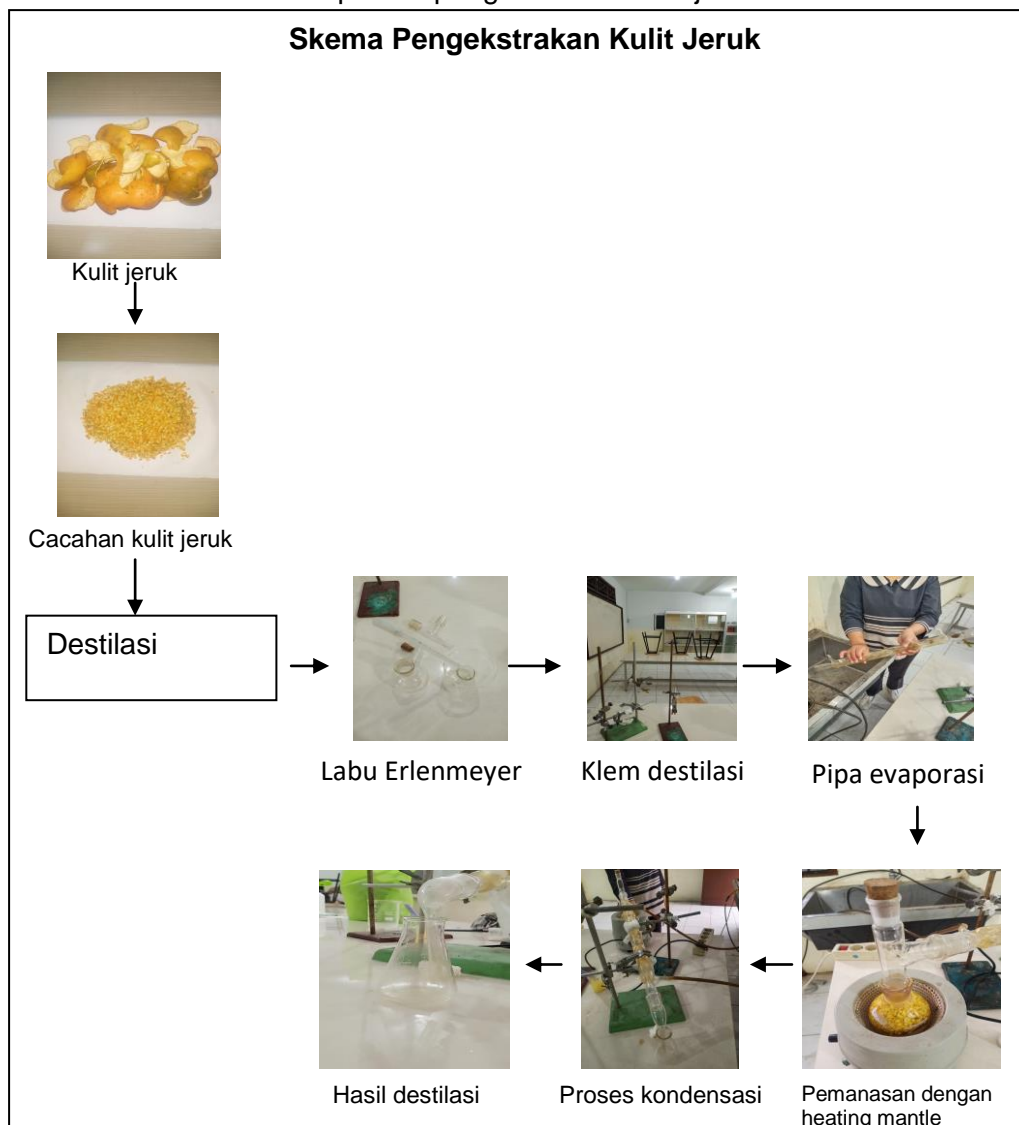 Skema Pengekstrakan Kulit Jeruk
Kulit jeruk
Cacahan kulit jeruk
Destilasi
Labu Erlenmeyer
Klem destilasi
Pipa evaporasi
Hasil destilasi
Proses kondensasi
Pemanasan dengan
heating mantle